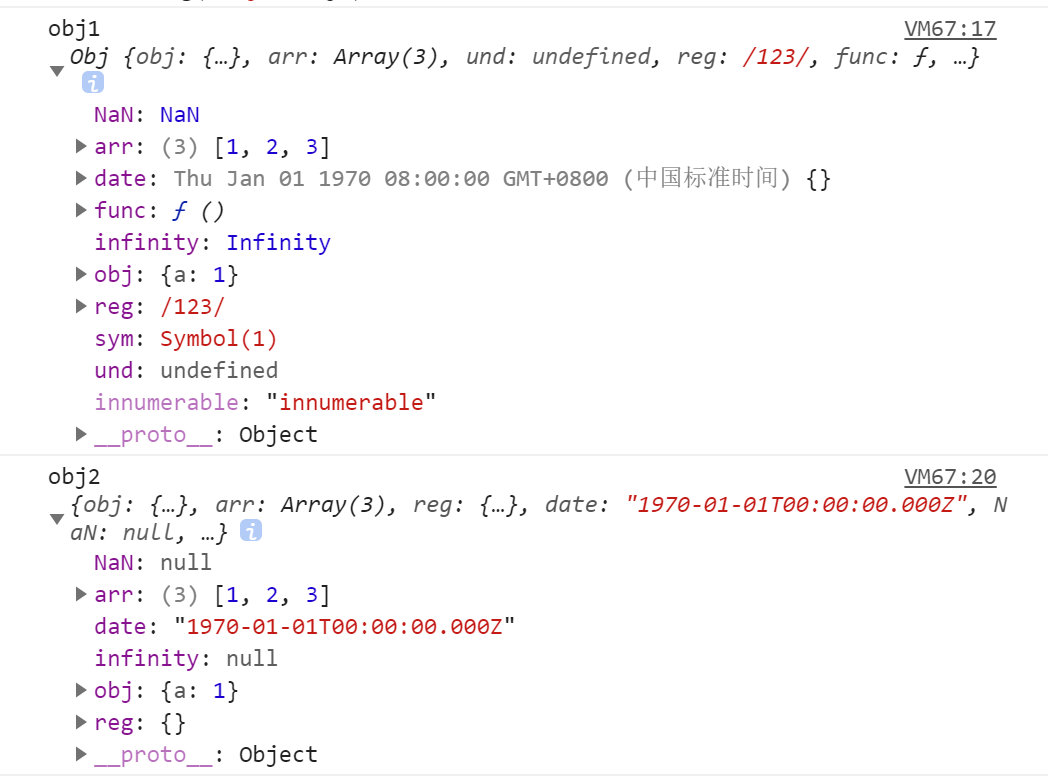 obj1 VM67:17
Obj {obj: {…}, arr: Array(3), und: undefined, reg: /123/, func: ƒ, …}
i
NaN: NaN
arr: (3) [1, 2, 3]
date: Thu Jan 01 1970 08:00:00 GMT+0800 (中国标准时间) {}
func: ƒ ()
infinity: Infinity
obj: {a: 1}
reg: /123/
sym: Symbol(1)
und: undefined
innumerable: "innumerable"
__proto__: Object
obj2 VM67:20
{obj: {…}, arr: Array(3), reg: {…}, date: "1970-01-01T00:00:00.000Z", N
aN: null, …} i
NaN: null
arr: (3) [1, 2, 3]
date: "1970-01-01T00:00:00.000Z"
infinity: null
obj: {a: 1}
reg: {}
__proto__: Object